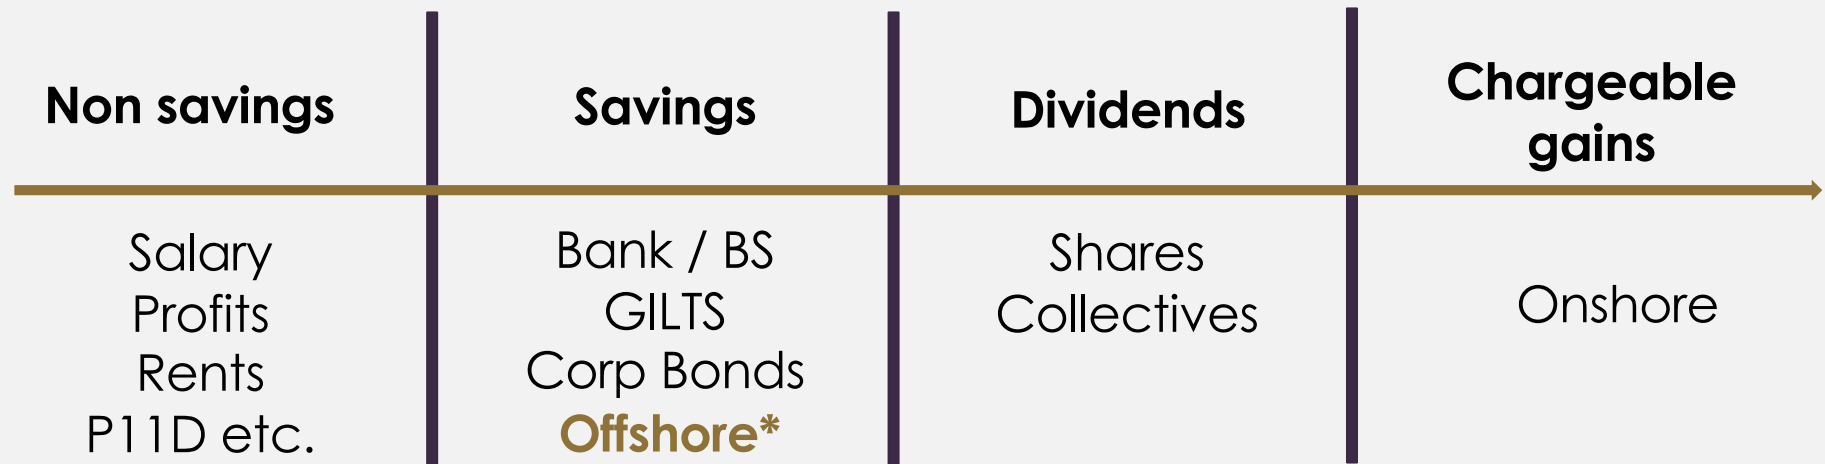 Non savings
Savings
Dividends
Chargeable
gains
Salary
Profits
Rents
P11D etc.
Bank / BS
GILTS
Corp Bonds
Offshore*
Shares
Collectives
Onshore